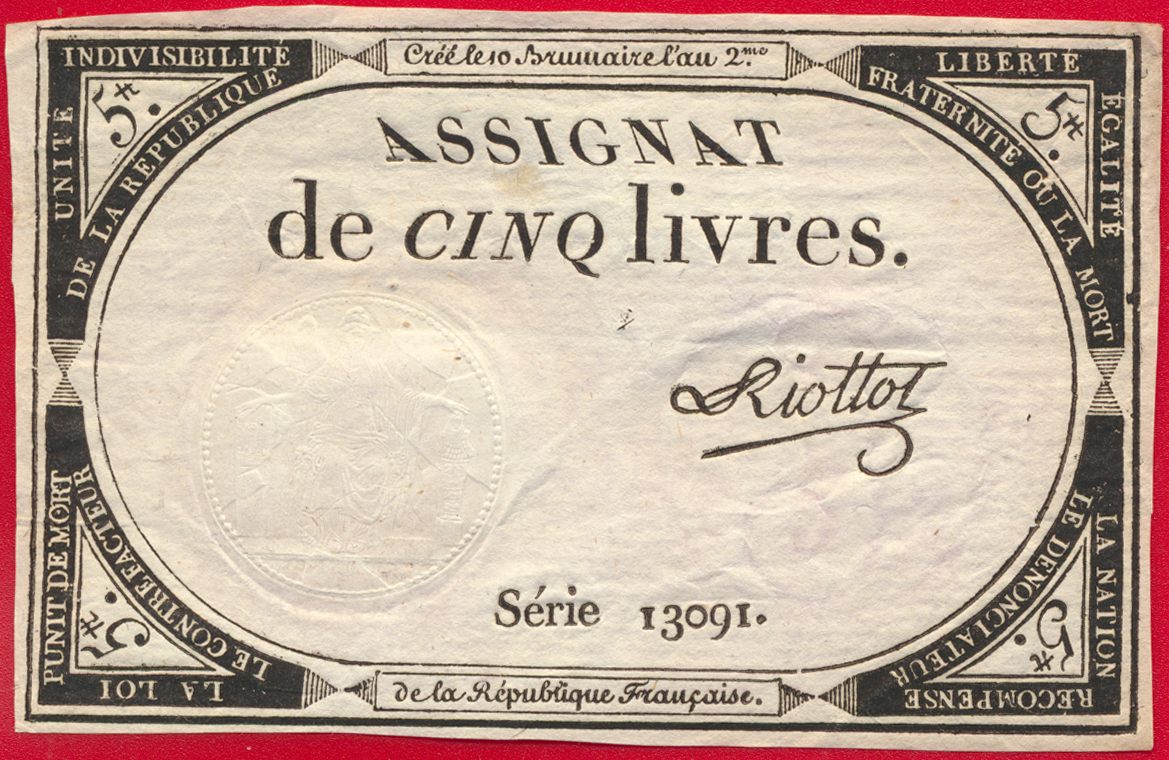 Créé le 10 Brumaire l'an 2.me
UNITÉ INDIVISIBILITÉ
DE LA RÉPUBLIQUE
5₶.
LIBERTÉ ÉGALITÉ
FRATERNITÉ OU LA MORT
5₶.
ASSIGNAT
de CINQ livres.
Riottot
Série 13091.
LA LOI PUNIT DE MORT
LE CONTREFACTEUR
5₶.
LA NATION RÉCOMPENSE
LE DÉNONCIATEUR
5₶.
de la République Française.